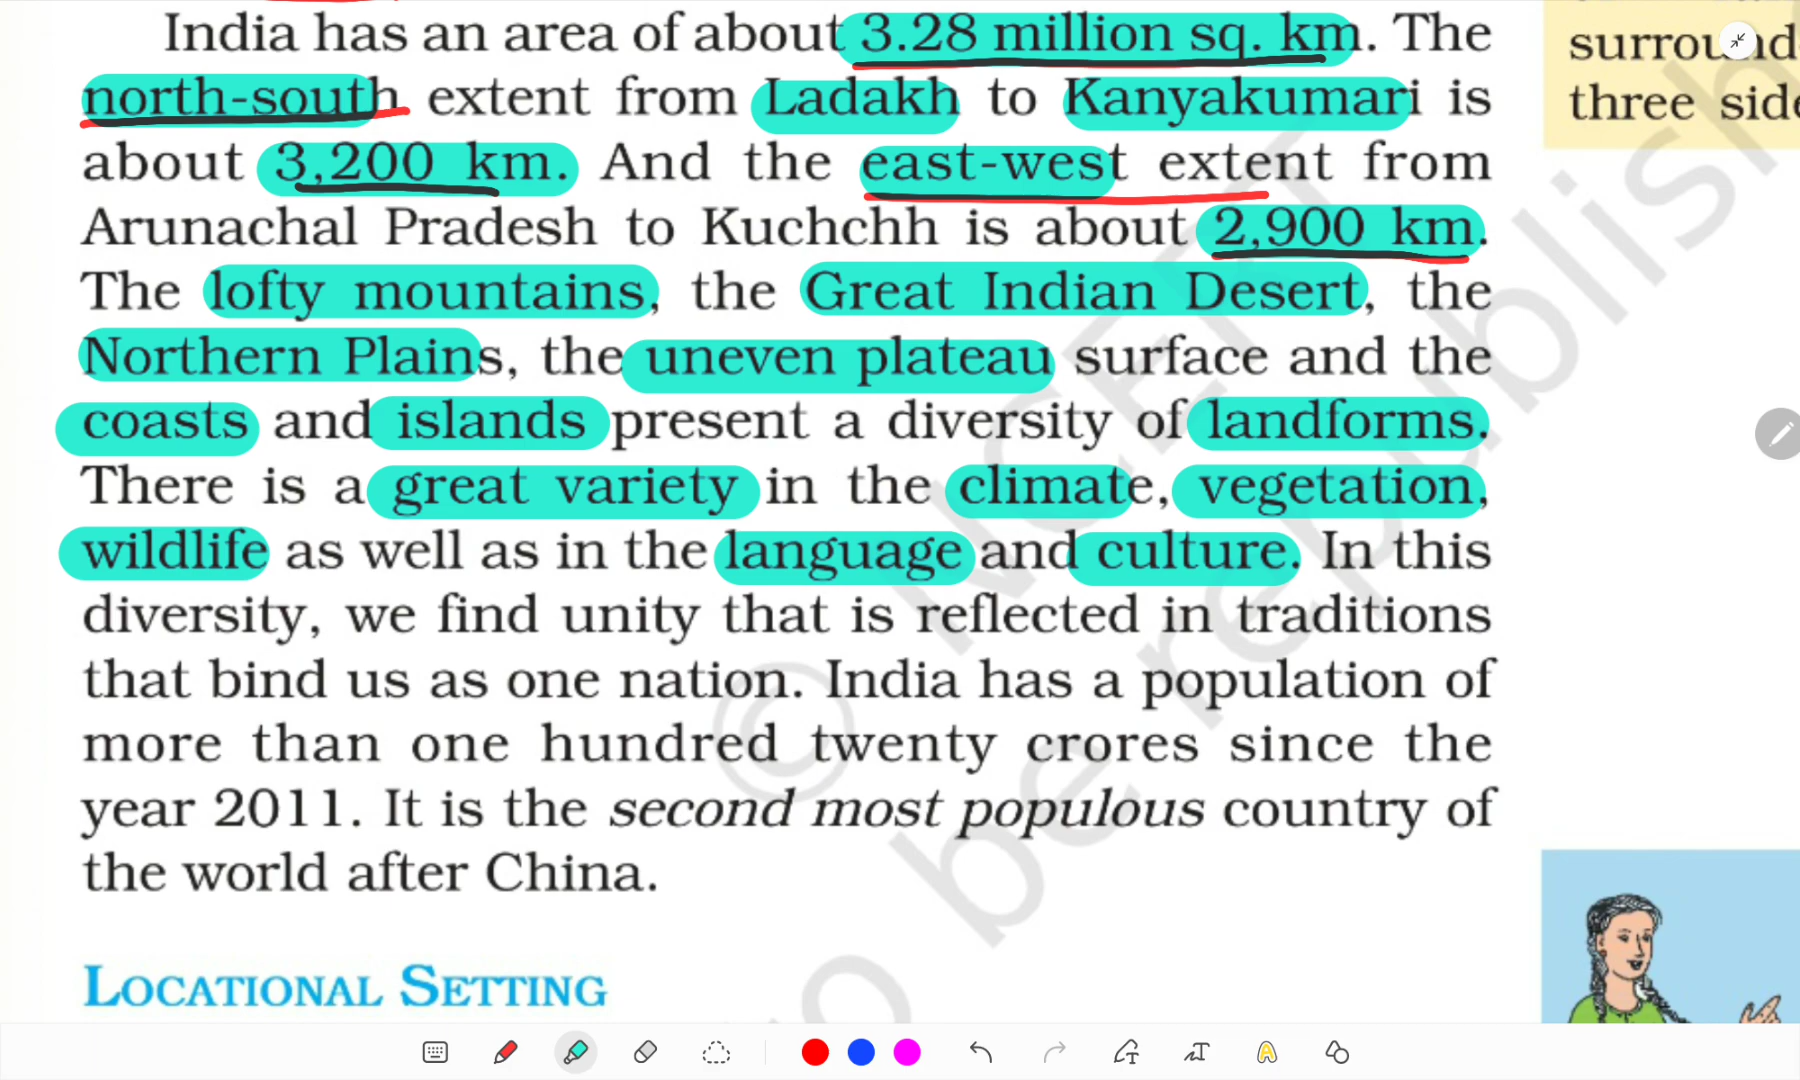 India has an area of about 3.28 million sq. km. The
north-south extent from Ladakh to Kanyakumari is
about 3,200 km. And the east-west extent from
Arunachal Pradesh to Kuchchh is about 2,900 km.
The lofty mountains, the Great Indian Desert, the
Northern Plains, the uneven plateau surface and the
coasts and islands present a diversity of landforms.
There is a great variety in the climate, vegetation,
wildlife as well as in the language and culture. In this
diversity, we find unity that is reflected in traditions
that bind us as one nation. India has a population of
more than one hundred twenty crores since the
year 2011. It is the second most populous country of
the world after China.
LOCATIONAL SETTING
three
© NCERT
be republish